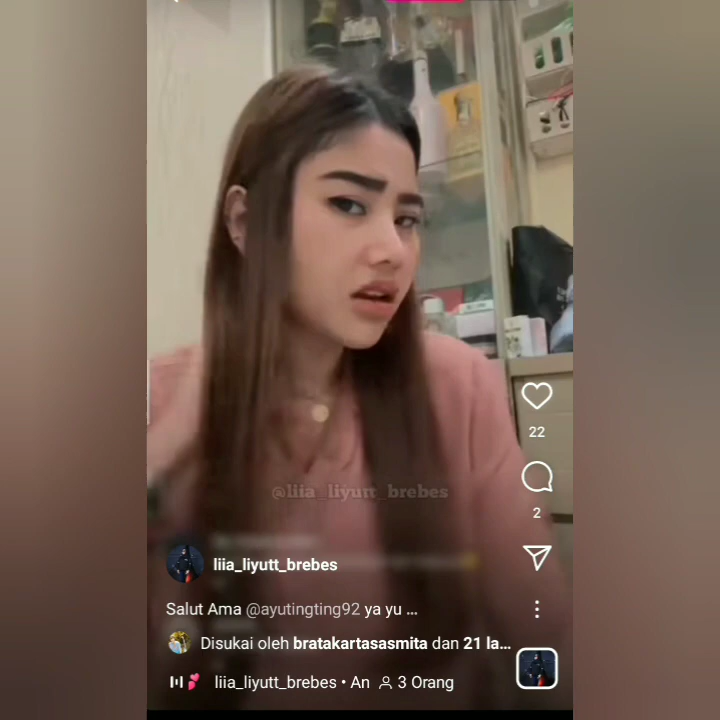 22
@liia_liyutt_brebes
2
liia_liyutt_brebes
Salut Ama @ayutingting92 ya yu ...
Disukai oleh bratakartasasmita dan 21 la...
liia_liyutt_brebes • An 3 Orang